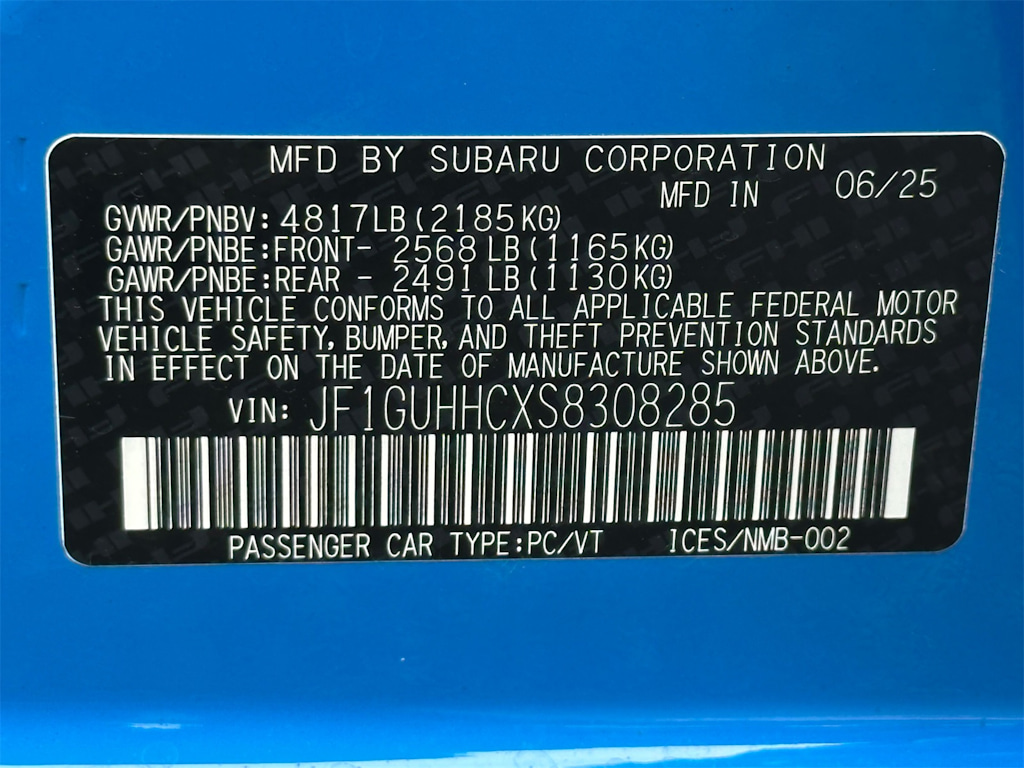 MFD BY SUBARU CORPORATION
MFD IN 06/25
GVWR/PNBV: 4817LB(2185KG)
GAWR/PNBE:FRONT- 2568 LB(1165KG)
GAWR/PNBE:REAR - 2491 LB(1130KG)
THIS VEHICLE CONFORMS TO ALL APPLICABLE FEDERAL MOTOR
VEHICLE SAFETY, BUMPER, AND THEFT PREVENTION STANDARDS
IN EFFECT ON THE DATE OF MANUFACTURE SHOWN ABOVE.
VIN: JF1GUHHCXS8308285
PASSENGER CAR TYPE:PC/VT ICES/NMB-002